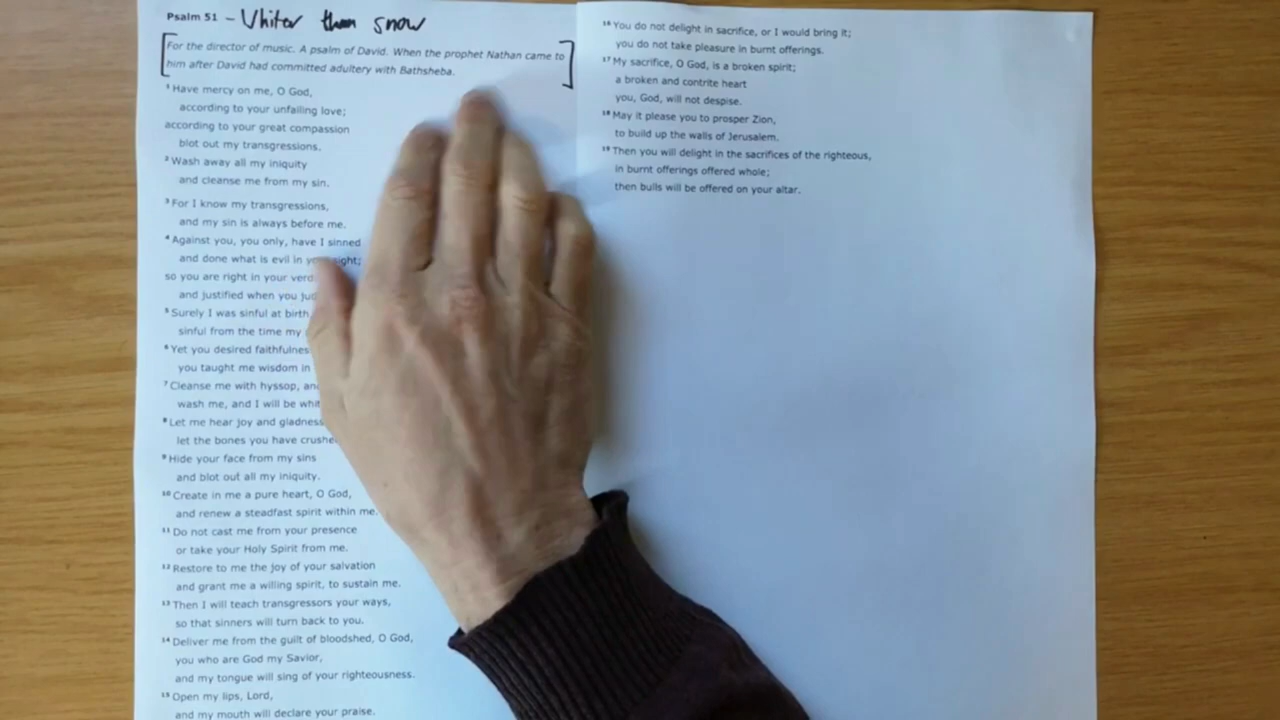 Psalm 51 – Whiter than snow
For the director of music. A psalm of David. When the prophet Nathan came to
him after David had committed adultery with Bathsheba.
1 Have mercy on me, O God,
according to your unfailing love;
according to your great compassion
blot out my transgressions.
2 Wash away all my iniquity
and cleanse me from my sin.
3 For I know my transgressions,
and my sin is always before me.
4 Against you, you only, have I sinned
and done what is evil in your sight;
so you are right in your
and justified when you
5 Surely I was sinful at birth,
sinful from the time my
6 Yet you desired
you taught me wisdom in
7 Cleanse me with hyssop,
wash me, and I will be
8 Let me hear joy and gladness
let the bones you have
9 Hide your face from my sins
and blot out all my iniquity.
10 Create in me a pure heart, O God,
and renew a steadfast spirit within me.
11 Do not cast me from your presence
or take your Holy Spirit from me.
12 Restore to me the joy of your salvation
and grant me a willing spirit, to sustain me.
13 Then I will teach transgressors your ways,
so that sinners will turn back to you.
14 Deliver me from the guilt of bloodshed, O God,
you who are God my Savior,
and my tongue will sing of your righteousness.
15 Open my lips, Lord,
and my mouth will declare your praise.
16 You do not delight in sacrifice, or I would bring it;
you do not take pleasure in burnt offerings.
17 My sacrifice, O God, is a broken spirit;
a broken and contrite heart
you, God, will not despise.
18 May it please you to prosper Zion,
to build up the walls of Jerusalem.
19 Then you will delight in the sacrifices of the righteous,
in burnt offerings offered whole;
then bulls will be offered on your altar.